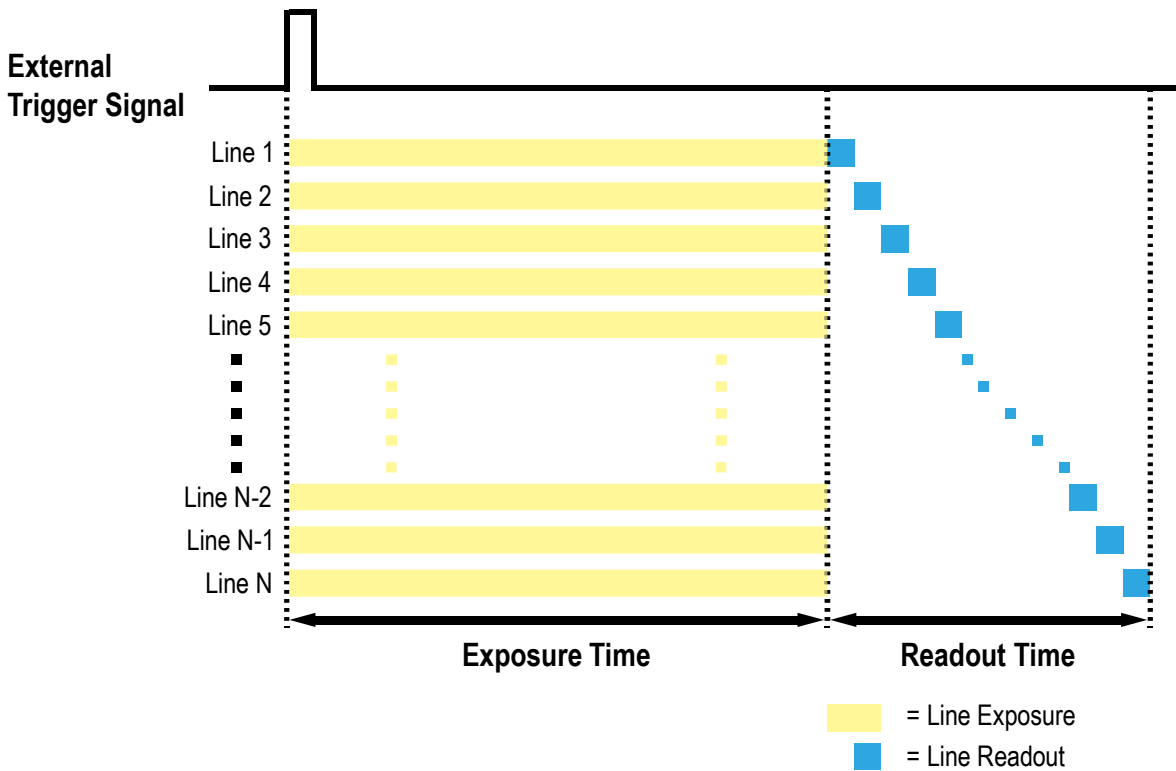 External
Trigger Signal
Line 1
Line 2
Line 3
Line 4
Line 5
Line N-2
Line N-1
Line N
Exposure Time
Readout Time
= Line Exposure
= Line Readout